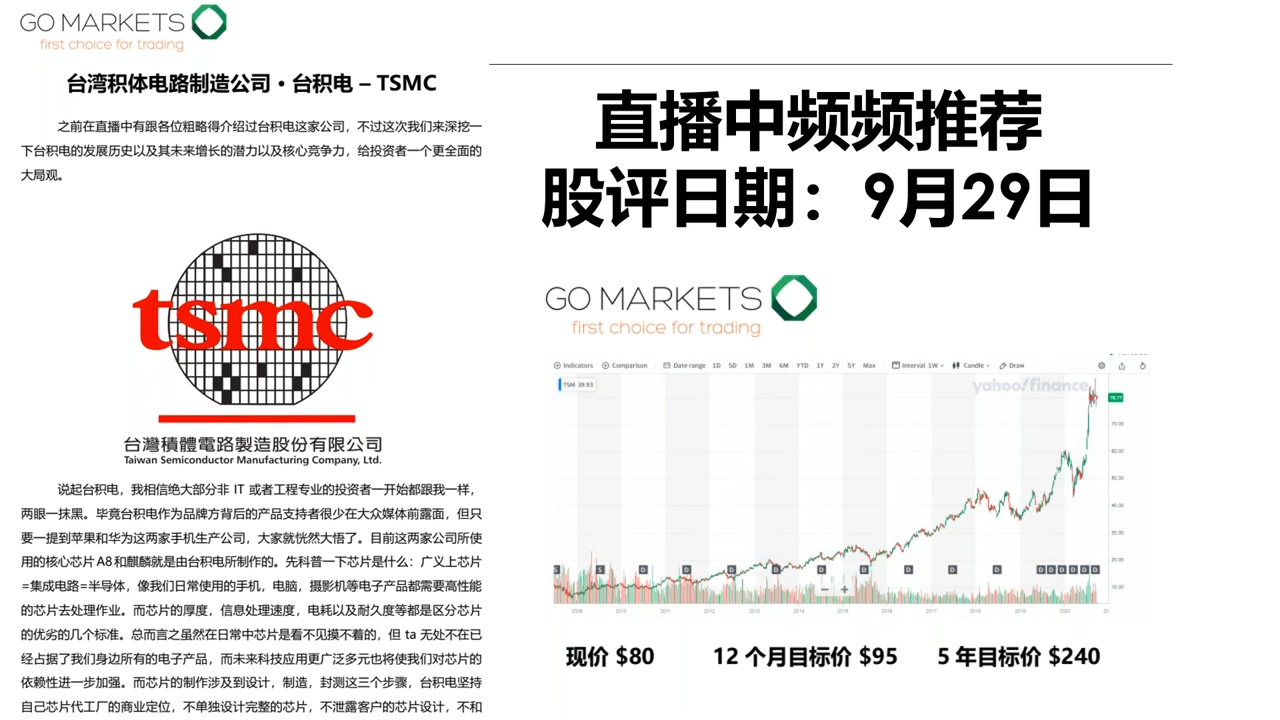 GO MARKETS
first choice for trading
台湾积体电路制造公司·台积电 – TSMC
之前在直播中有跟各位粗略得介绍过台积电这家公司，不过这次我们来深挖一
下台积电的发展历史以及其未来增长的潜力以及核心竞争力，给投资者一个更全面的
大局观。
tsmc
台灣積體電路製造股份有限公司
Taiwan Semiconductor Manufacturing Company, Ltd.
说起台积电，我相信绝大部分非 IT 或者工程专业的投资者一开始都跟我一样，
两眼一抹黑。毕竟台积电作为品牌方背后的产品支持者很少在大众媒体前露面，但只
要一提到苹果和华为这两家手机生产公司，大家就恍然大悟了。目前这两家公司所使
用的核心芯片 A8 和麒麟就是由台积电所制作的。先科普一下芯片是什么：广义上芯片
=集成电路=半导体，像我们日常使用的手机，电脑，摄影机等电子产品都需要高性能
的芯片去处理作业。而芯片的厚度，信息处理速度，电耗以及耐久度等都是区分芯片
的优劣的几个标准。总而言之虽然在日常中芯片是看不见摸不着的，但 ta 无处不在已
经占据了我们身边所有的电子产品，而未来科技应用更广泛多元也将使我们对芯片的
依赖性进一步加强。而芯片的制作涉及到设计，制造，封测这三个步骤，台积电坚持
自己芯片代工厂的商业定位，不单独设计完整的芯片，不泄露客户的芯片设计，不和
直播中频频推荐
股评日期：9月29日
GO MARKETS
first choice for trading
Indicators Comparison Date range 1D 5D 1M 3M 6M YTD 1Y 2Y 5Y Max Interval 1W Candle Draw
TSM 39.93
yahoo!finance
70.00
60.00
50.00
40.00
30.00
20.00
10.00
2010 2011 2012 2013 2014 2015 2016 2017 2018 2019 2020
现价 $80 12 个月目标价 $95 5 年目标价 $240